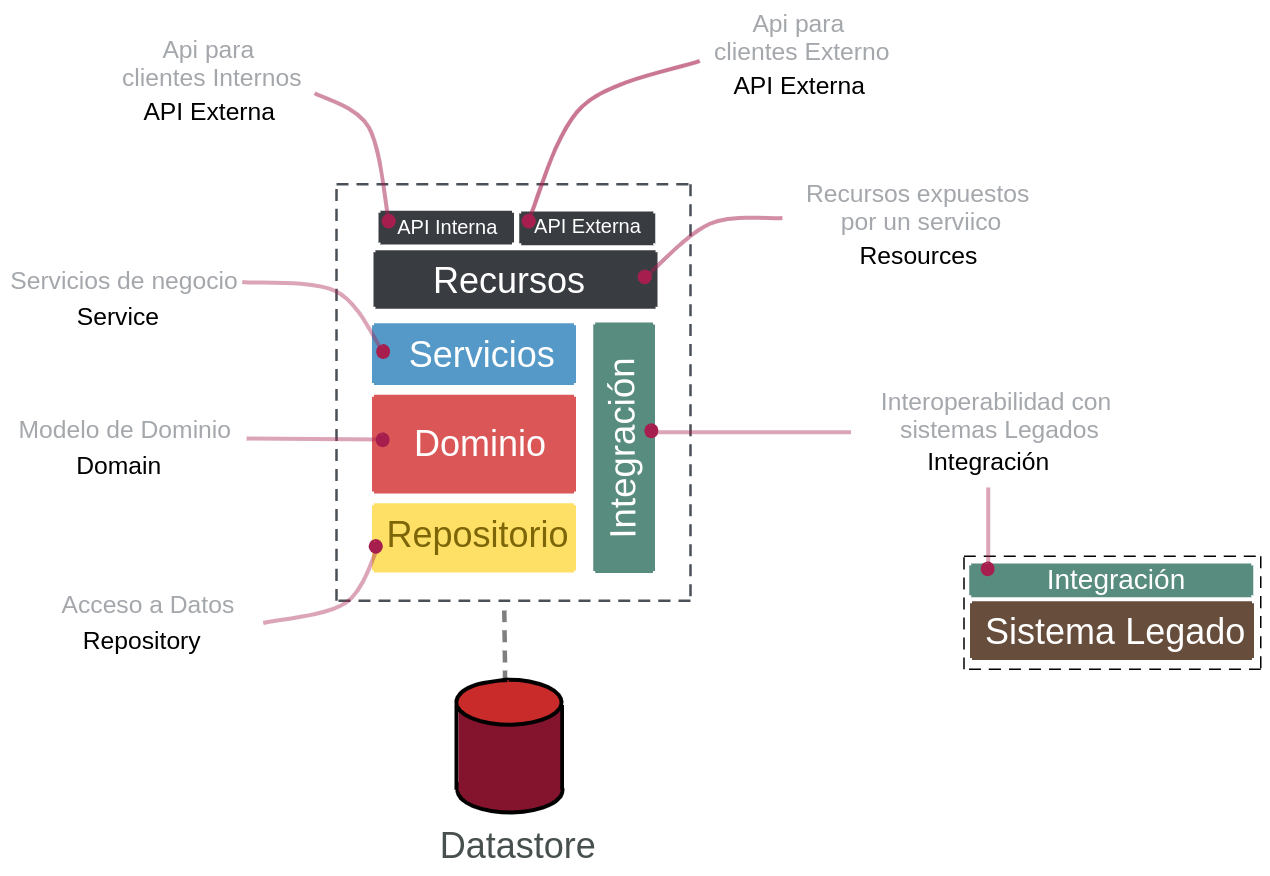 Api para
clientes Internos
API Externa
Api para
clientes Externo
API Externa
Recursos expuestos
por un serviico
Resources
API Interna
API Externa
Recursos
Servicios de negocio
Service
Servicios
Integración
Modelo de Dominio
Domain
Dominio
Interoperabilidad con
sistemas Legados
Integración
Repositorio
Acceso a Datos
Repository
Integración
Sistema Legado
Datastore